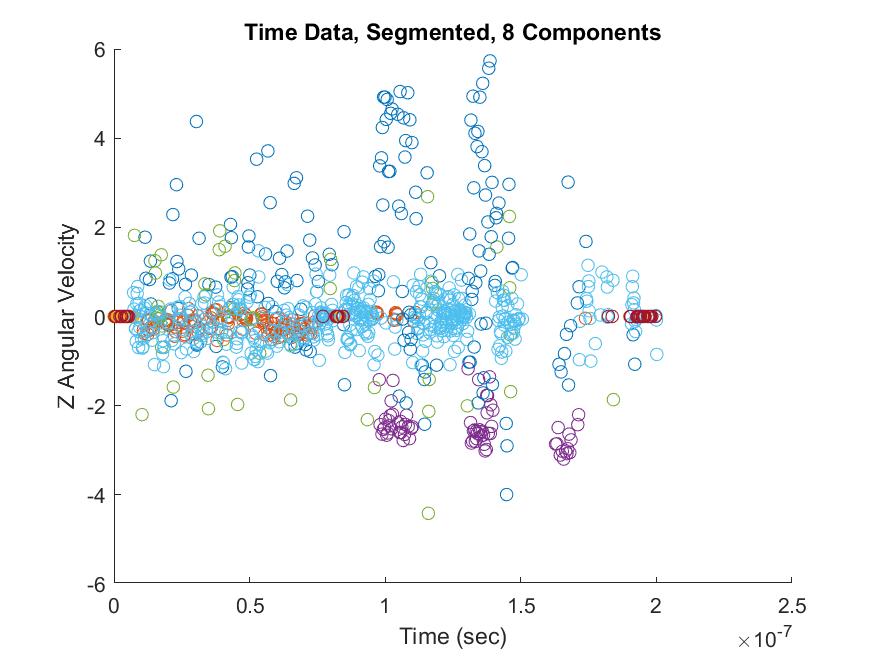 Time Data, Segmented, 8 Components
6
4
2
0
-2
-4
-6
Z Angular Velocity
0 0.5 1 1.5 2 2.5
Time (sec)
×10⁻⁷